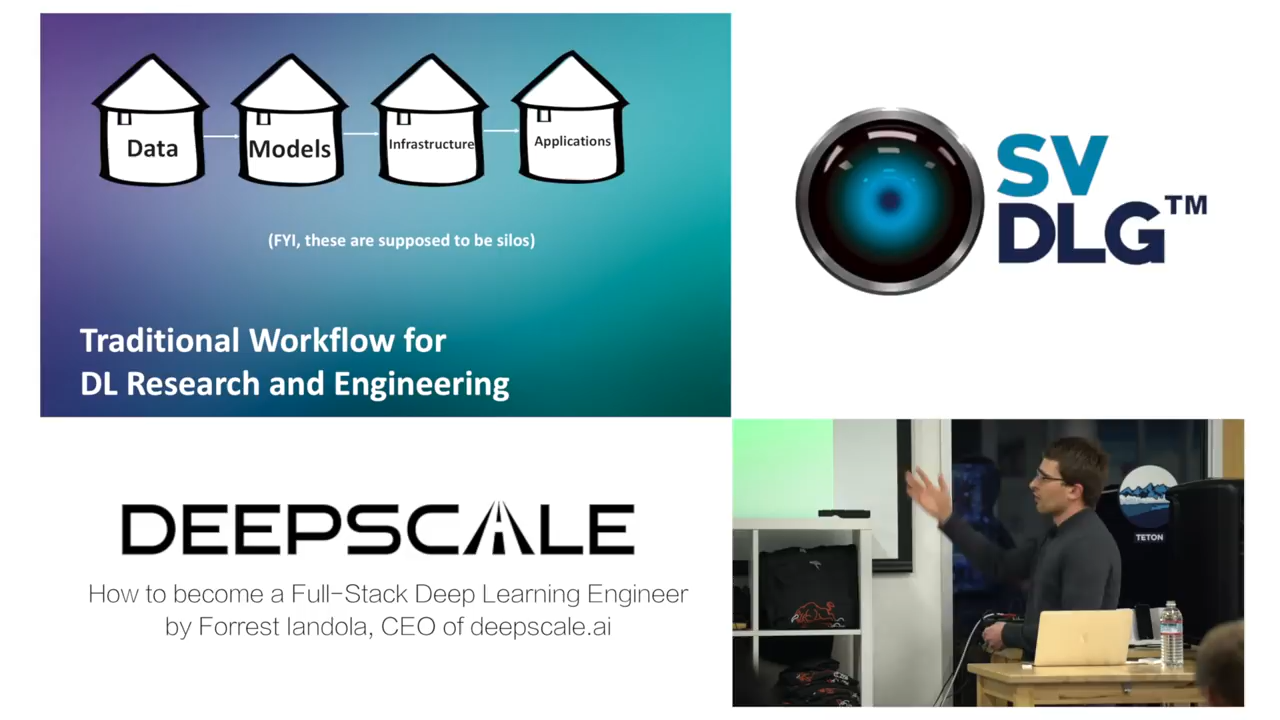 Data
Models
Infrastructure
Applications
(FYI, these are supposed to be silos)
Traditional Workflow for
DL Research and Engineering
SV
DLG™
DEEPSCALE
How to become a Full-Stack Deep Learning Engineer
by Forrest Iandola, CEO of deepscale.ai
TETON